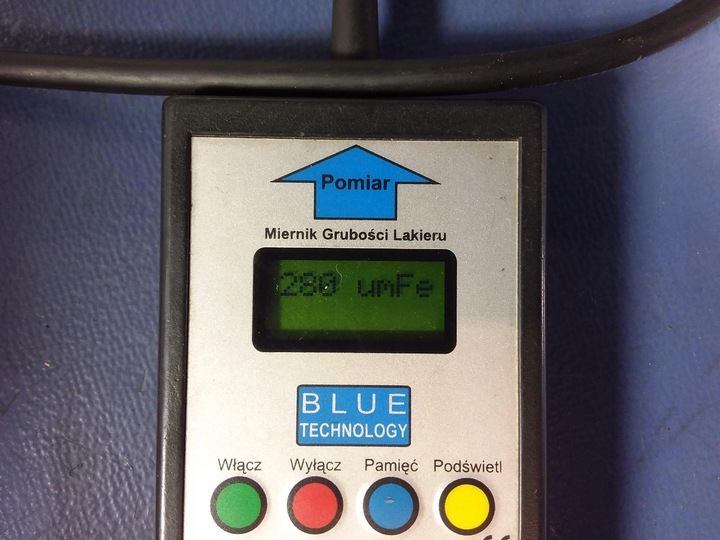 Pomiar
Miernik Grubości Lakieru
280 umFe
BLUE
TECHNOLOGY
Włącz Wyłącz Pamięć Podświetl